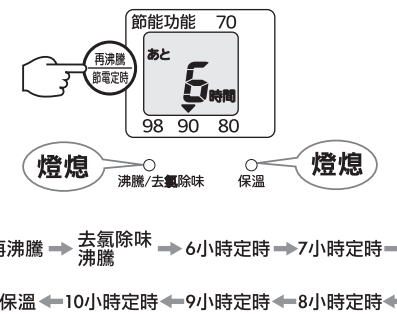 節能功能 70
再沸騰
節電定時
あと
6時間
98 90 80
燈熄
燈熄
沸騰/去氯除味
保溫
再沸騰 → 去氯除味沸騰 → 6小時定時 → 7小時定時
保溫 ← 10小時定時 ← 9小時定時 ← 8小時定時